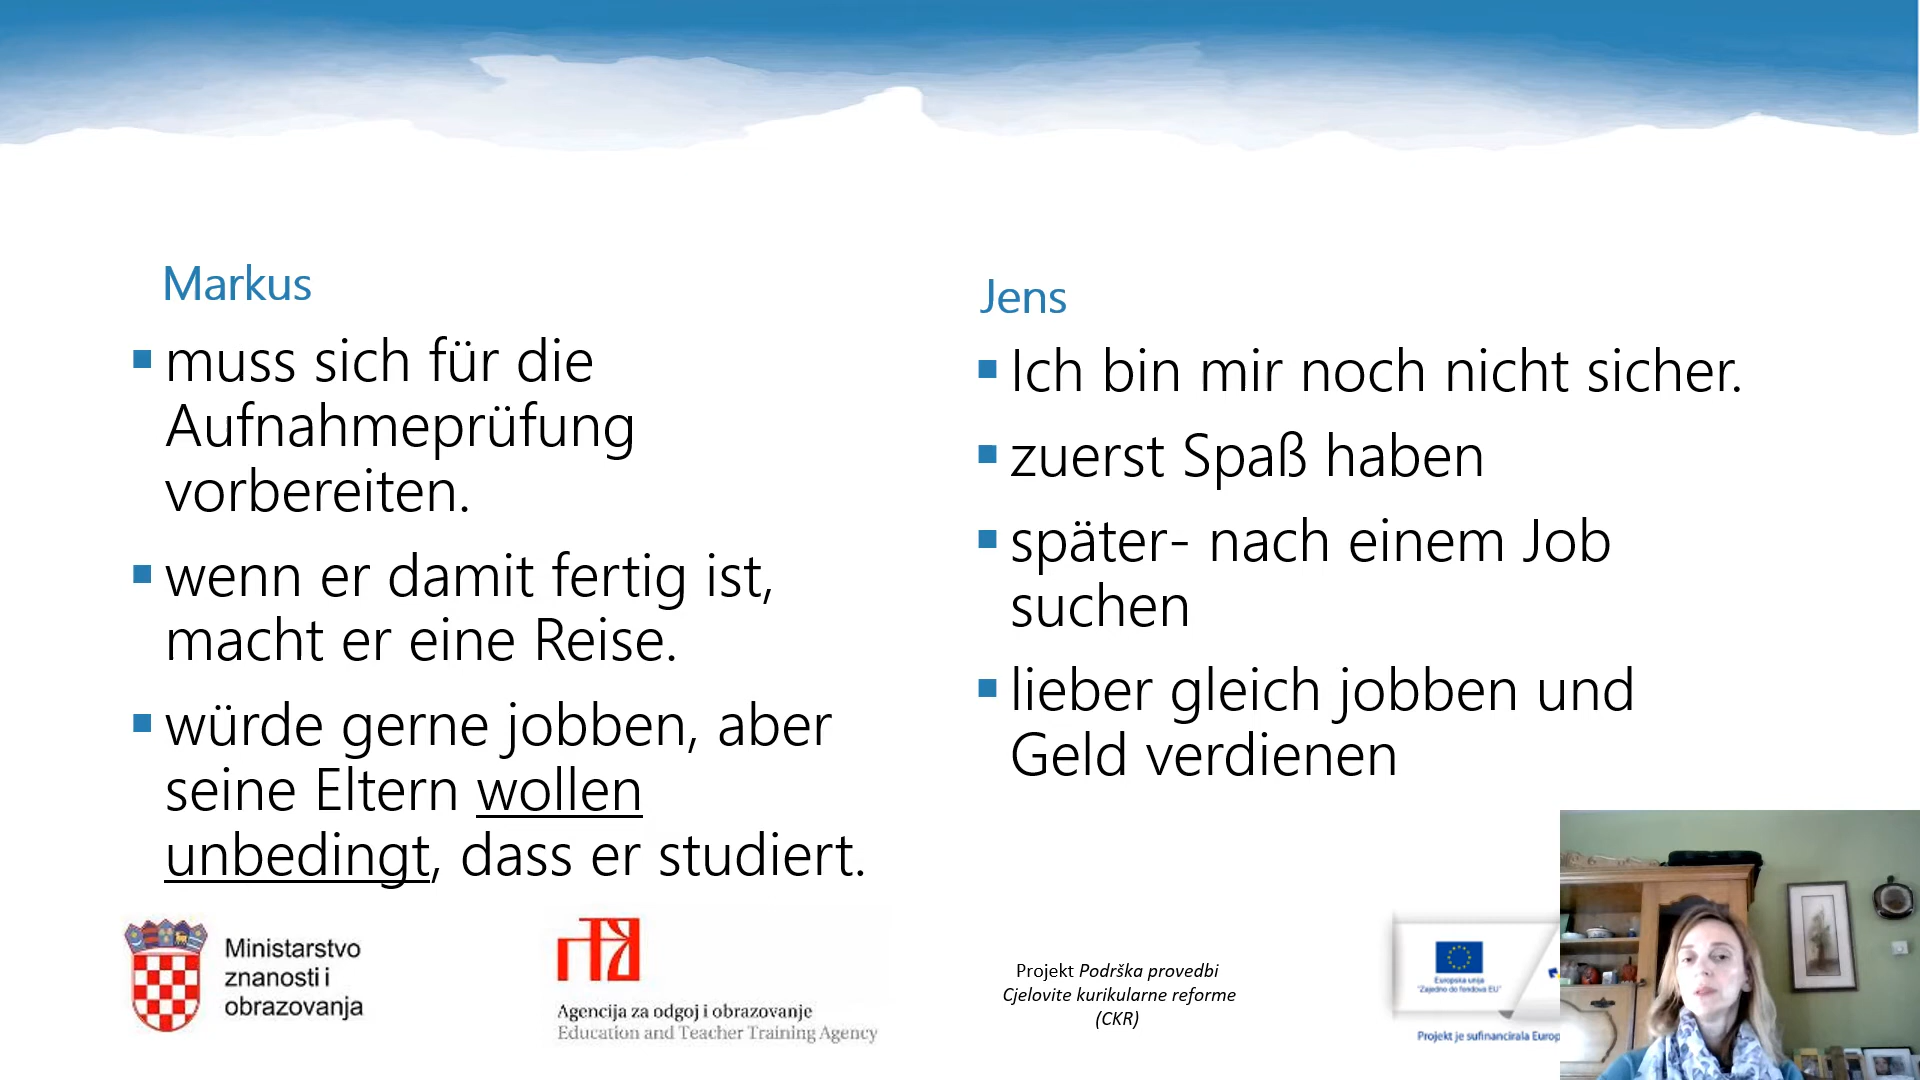 Markus
muss sich für die
Aufnahmeprüfung
vorbereiten.
wenn er damit fertig ist,
macht er eine Reise.
würde gerne jobben, aber
seine Eltern wollen
unbedingt, dass er studiert.
Jens
Ich bin mir noch nicht sicher.
zuerst Spaß haben
später- nach einem Job
suchen
lieber gleich jobben und
Geld verdienen
Ministarstvo
znanosti i
obrazovanja
Agencija za odgoj i obrazovanje
Education and Teacher Training Agency
Projekt Podrška provedbi
Cjelovite kurikularne reforme
(CKR)
Europska unija
"Zajedno do fondova EU"
Projekt je sufinancirala Europ